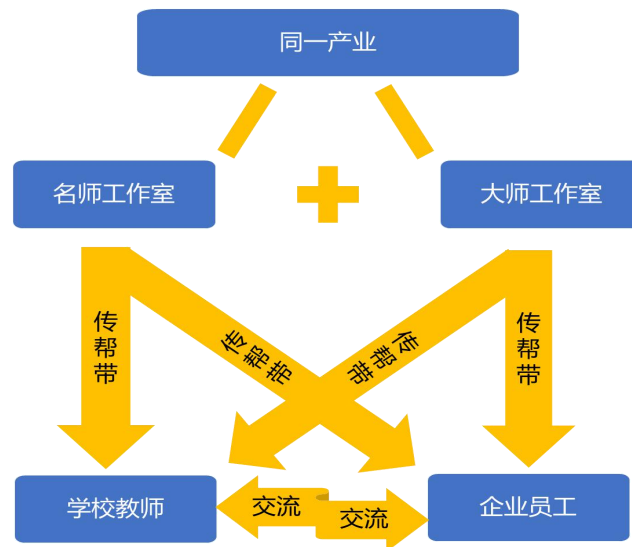 同一产业
名师工作室
大师工作室
传帮带
传帮带
传帮带
传帮带
学校教师
交流
交流
企业员工